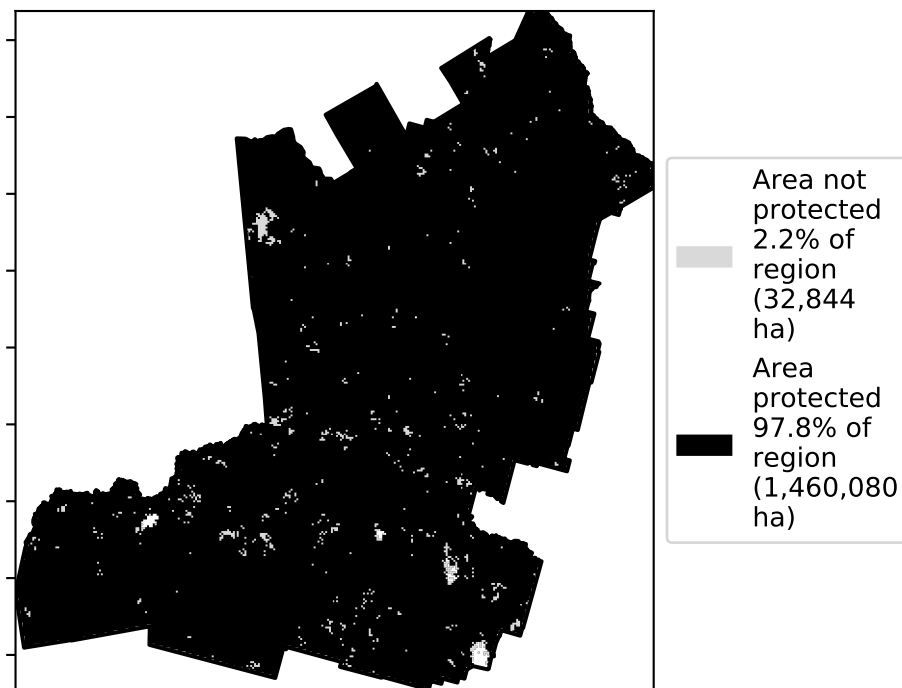 Area not
protected
2.2% of
region
(32,844
ha)
Area
protected
97.8% of
region
(1,460,080
ha)